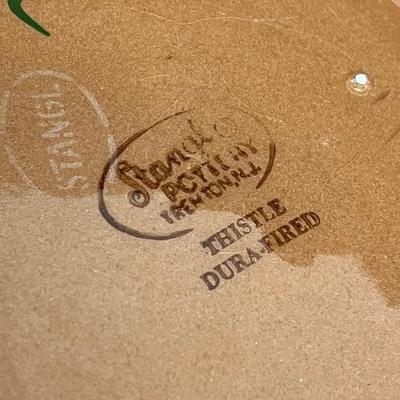 STANGL
©
Stangl
POTTERY
TRENTON, N.J.
THISTLE
DURA-FIRED